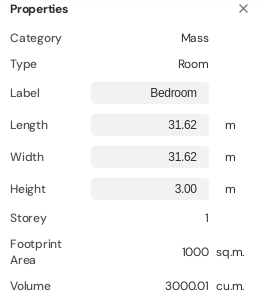 Properties ×
Category Mass
Type Room
Label Bedroom
Length 31.62 m
Width 31.62 m
Height 3.00 m
Storey 1
Footprint
Area 1000 sq.m.
Volume 3000.01 cu.m.